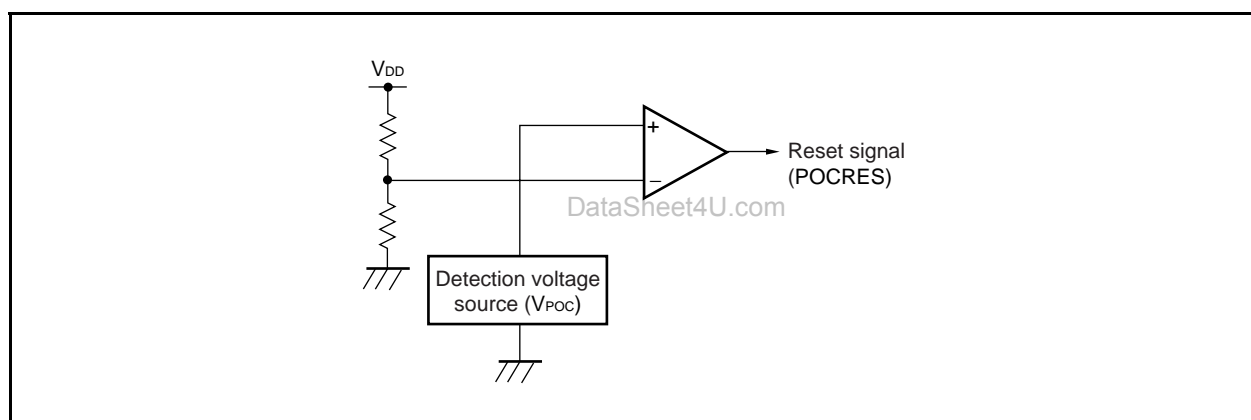 VDD
+
−
Reset signal
(POCRES)
DataSheet4U.com
Detection voltage
source (VPOC)